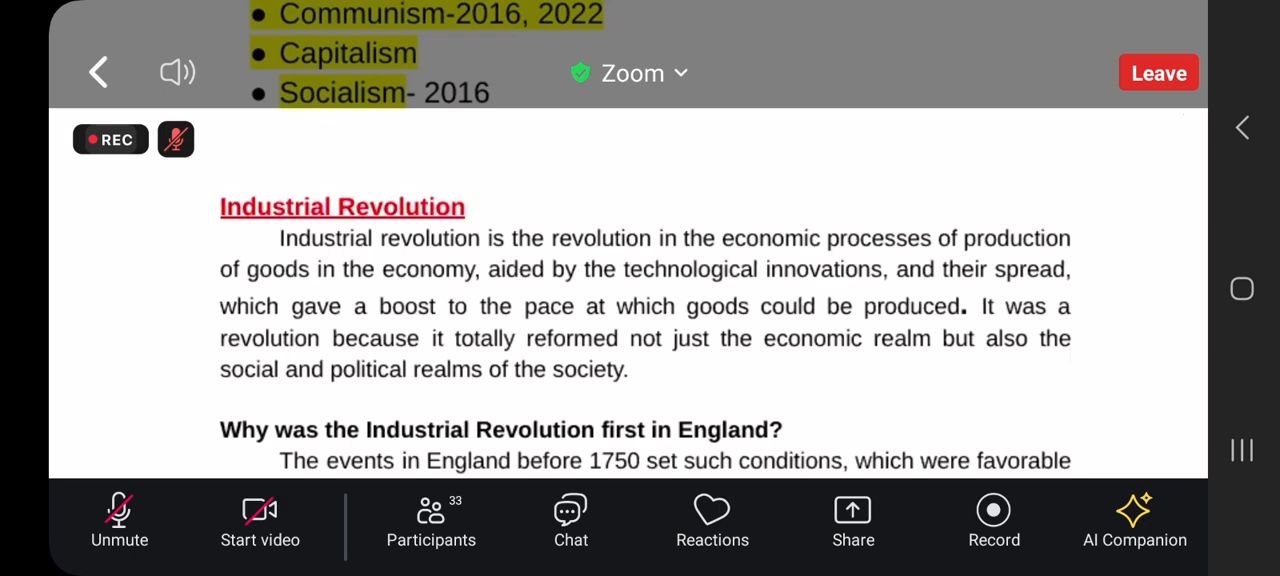 ● Communism-2016, 2022
● Capitalism
Zoom
Leave
● Socialism- 2016
REC
Industrial Revolution
Industrial revolution is the revolution in the economic processes of production
of goods in the economy, aided by the technological innovations, and their spread,
which gave a boost to the pace at which goods could be produced. It was a
revolution because it totally reformed not just the economic realm but also the
social and political realms of the society.
Why was the Industrial Revolution first in England?
The events in England before 1750 set such conditions, which were favorable
33
Unmute
Start video
Participants
Chat
Reactions
Share
Record
AI Companion